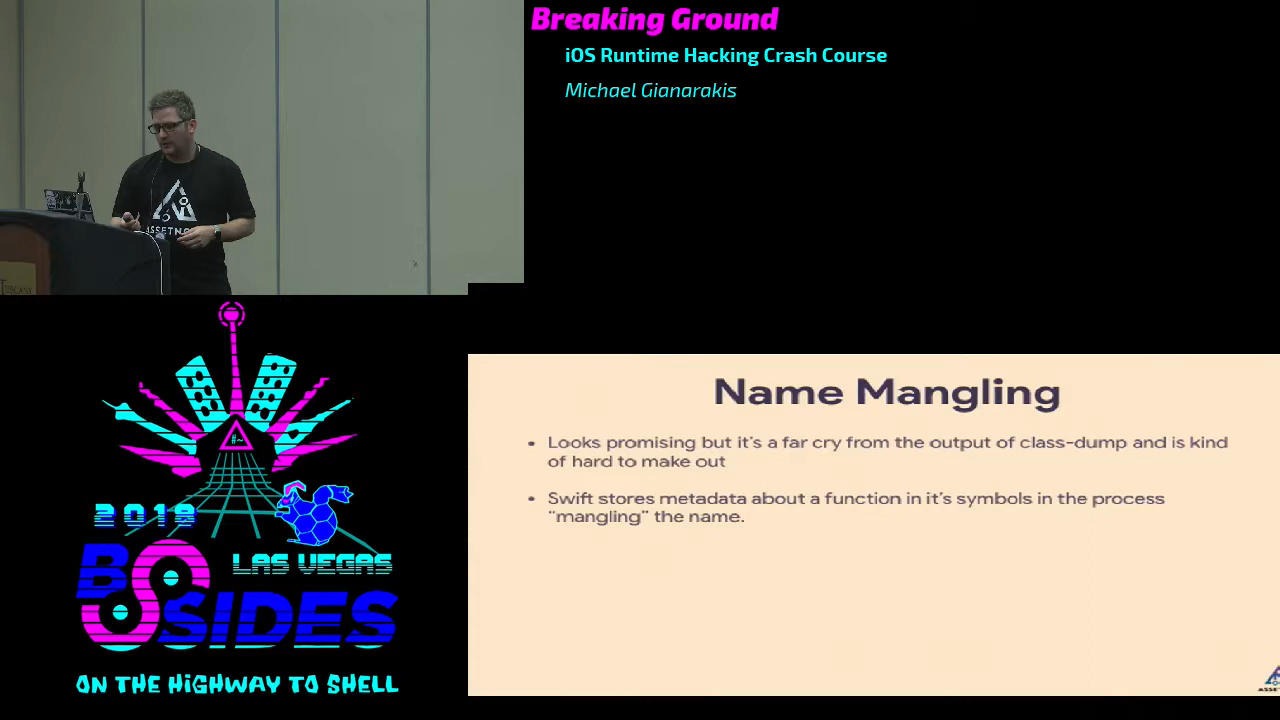 Breaking Ground
iOS Runtime Hacking Crash Course
Michael Gianarakis
TUSCANY
#~
2019
BSIDES
LAS VEGAS
ON THE HiGHWAY TO SHELL
Name Mangling
• Looks promising but it's a far cry from the output of class-dump and is kind
of hard to make out
• Swift stores metadata about a function in it's symbols in the process
“mangling” the name.